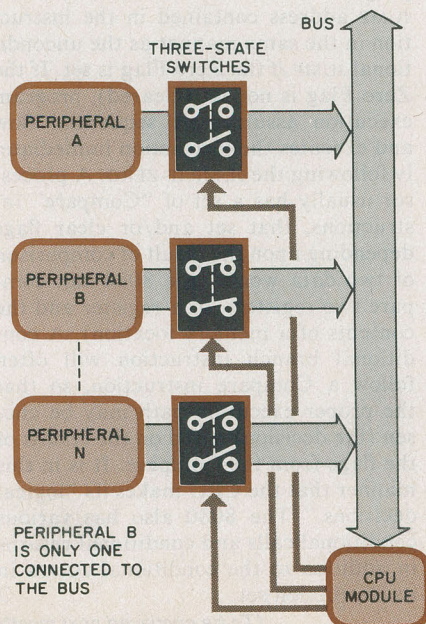 BUS
THREE-STATE
SWITCHES
PERIPHERAL
A
PERIPHERAL
B
PERIPHERAL
N
PERIPHERAL B
IS ONLY ONE
CONNECTED TO
THE BUS
CPU
MODULE